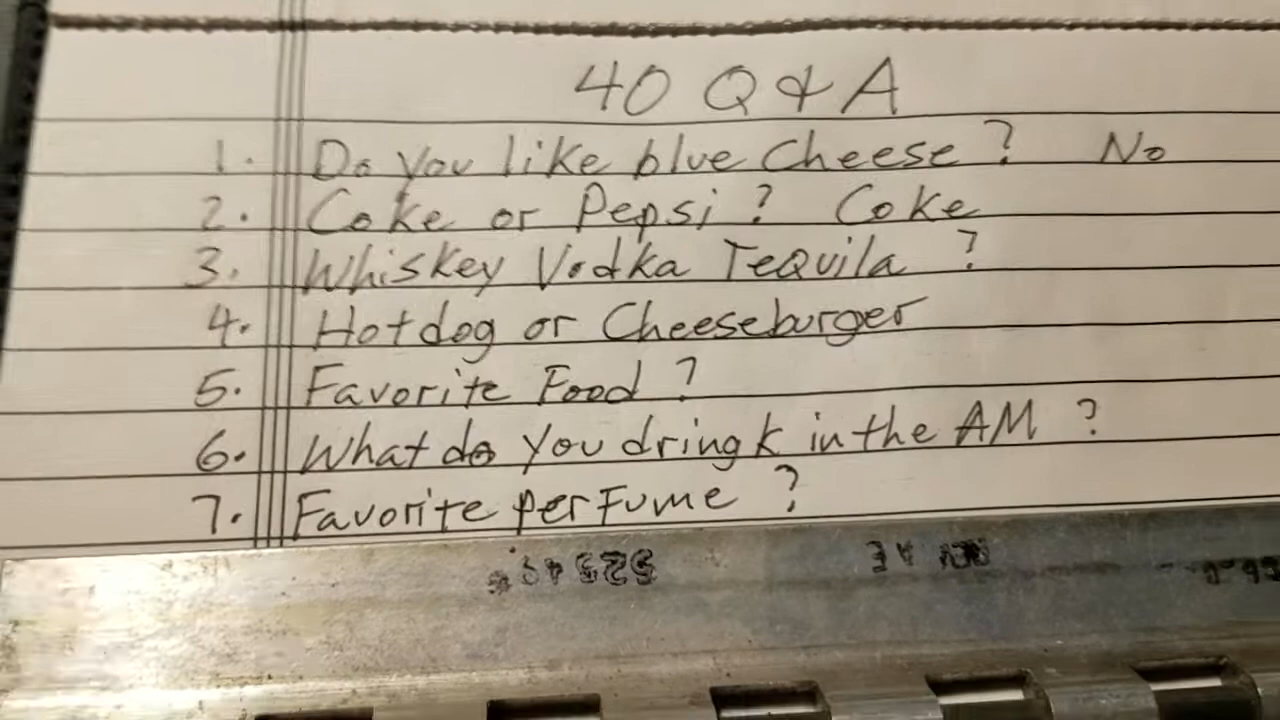 40 Q & A
1. Do You like blue Cheese? No
2. Coke or Pepsi? Coke
3. Whiskey Vodka TeQuila ?
4. Hotdog or Cheeseburger
5. Favorite Food?
6. What do you dringk in the AM ?
7. Favorite perfume ?